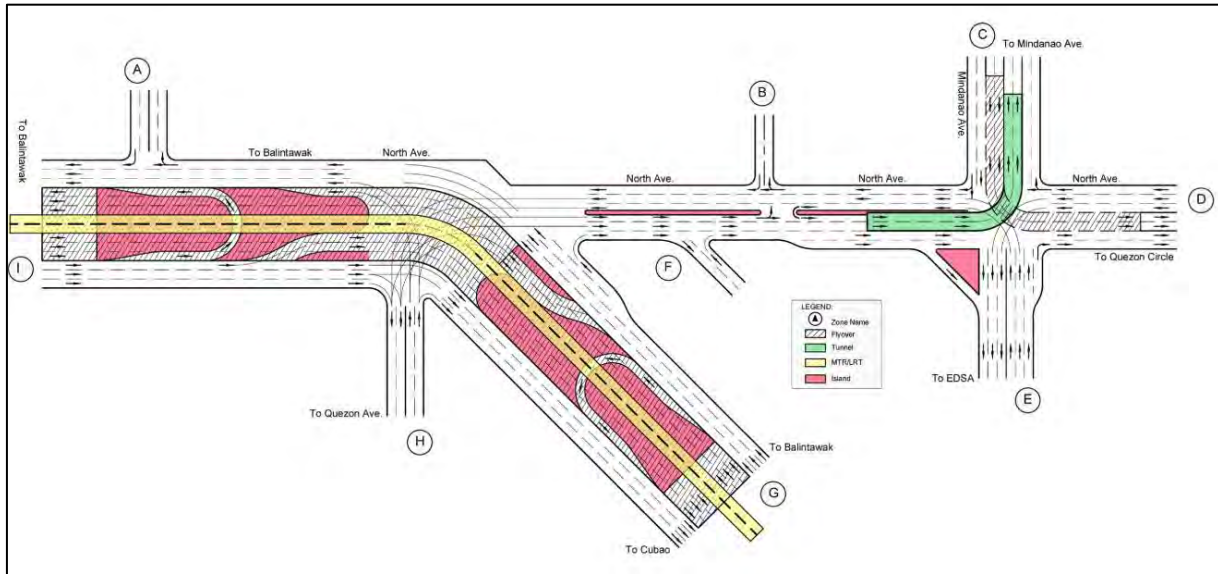 C
To Mindanao Ave.
A
Mindanao Ave.
B
To Balintawak
To Balintawak
North Ave.
North Ave.
North Ave.
North Ave.
D
I
F
To Quezon Circle
LEGEND:
A
Zone Name
Flyover
Tunnel
MTR/LRT
Island
To EDSA
E
To Quezon Ave.
H
To Balintawak
G
To Cubao